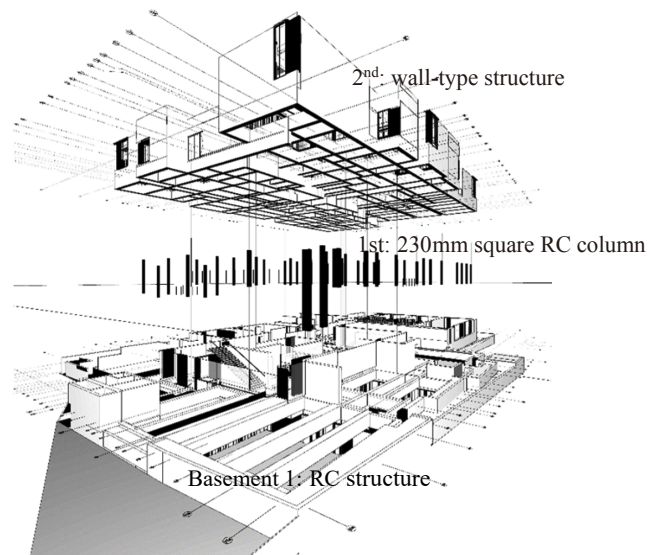 2nd: wall-type structure
1st: 230mm square RC column
Basement 1: RC structure